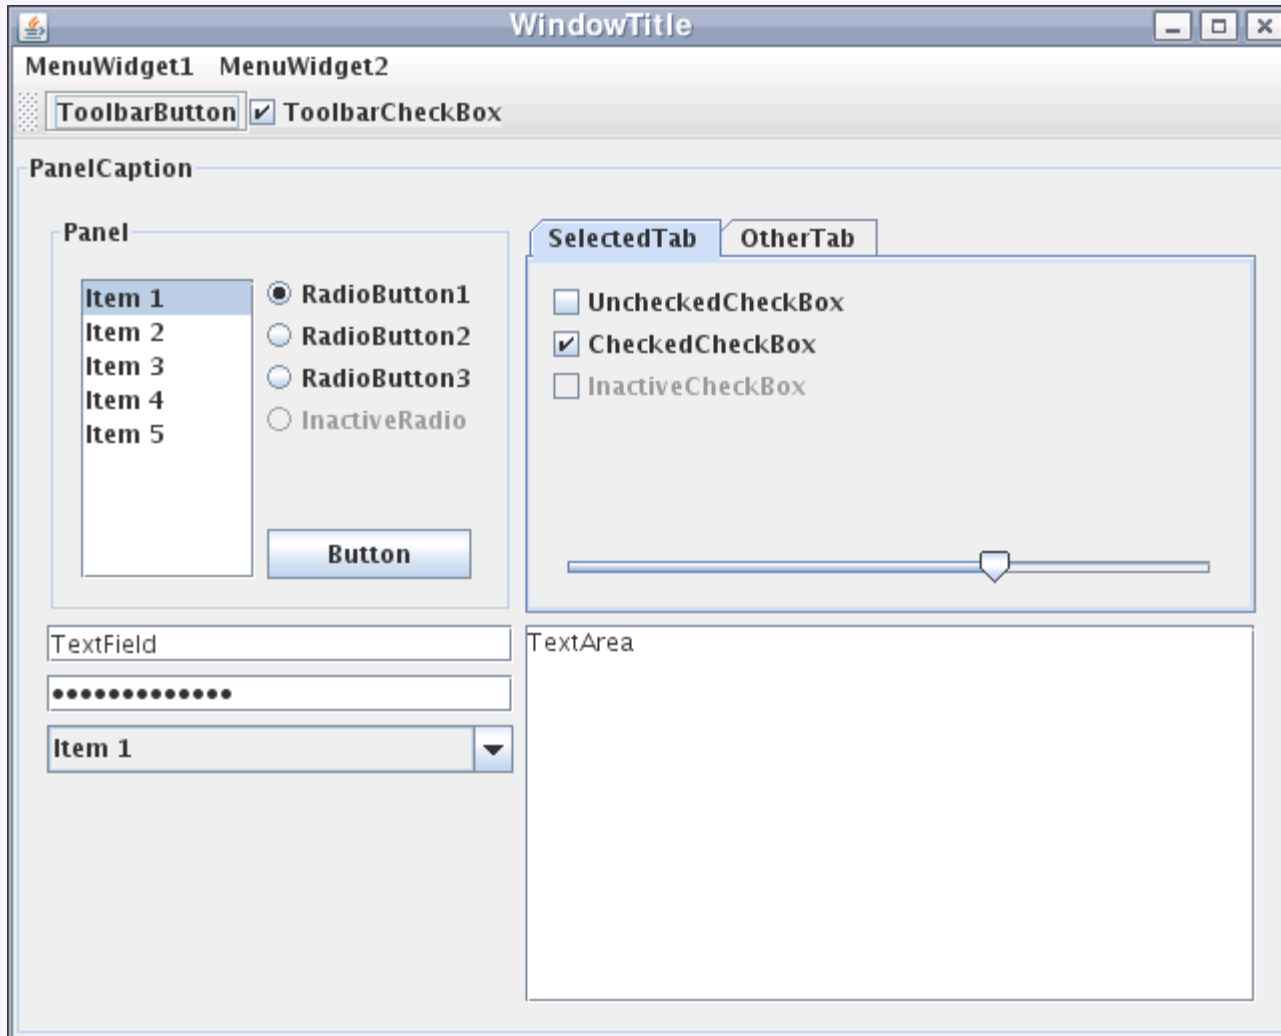 WindowTitle
MenuWidget1 MenuWidget2
ToolbarButton ToolbarCheckBox
PanelCaption
Panel
Item 1
Item 2
Item 3
Item 4
Item 5
RadioButton1
RadioButton2
RadioButton3
InactiveRadio
Button
SelectedTab OtherTab
UncheckedCheckBox
CheckedCheckBox
InactiveCheckBox
TextField
•••••••••••••
Item 1
TextArea